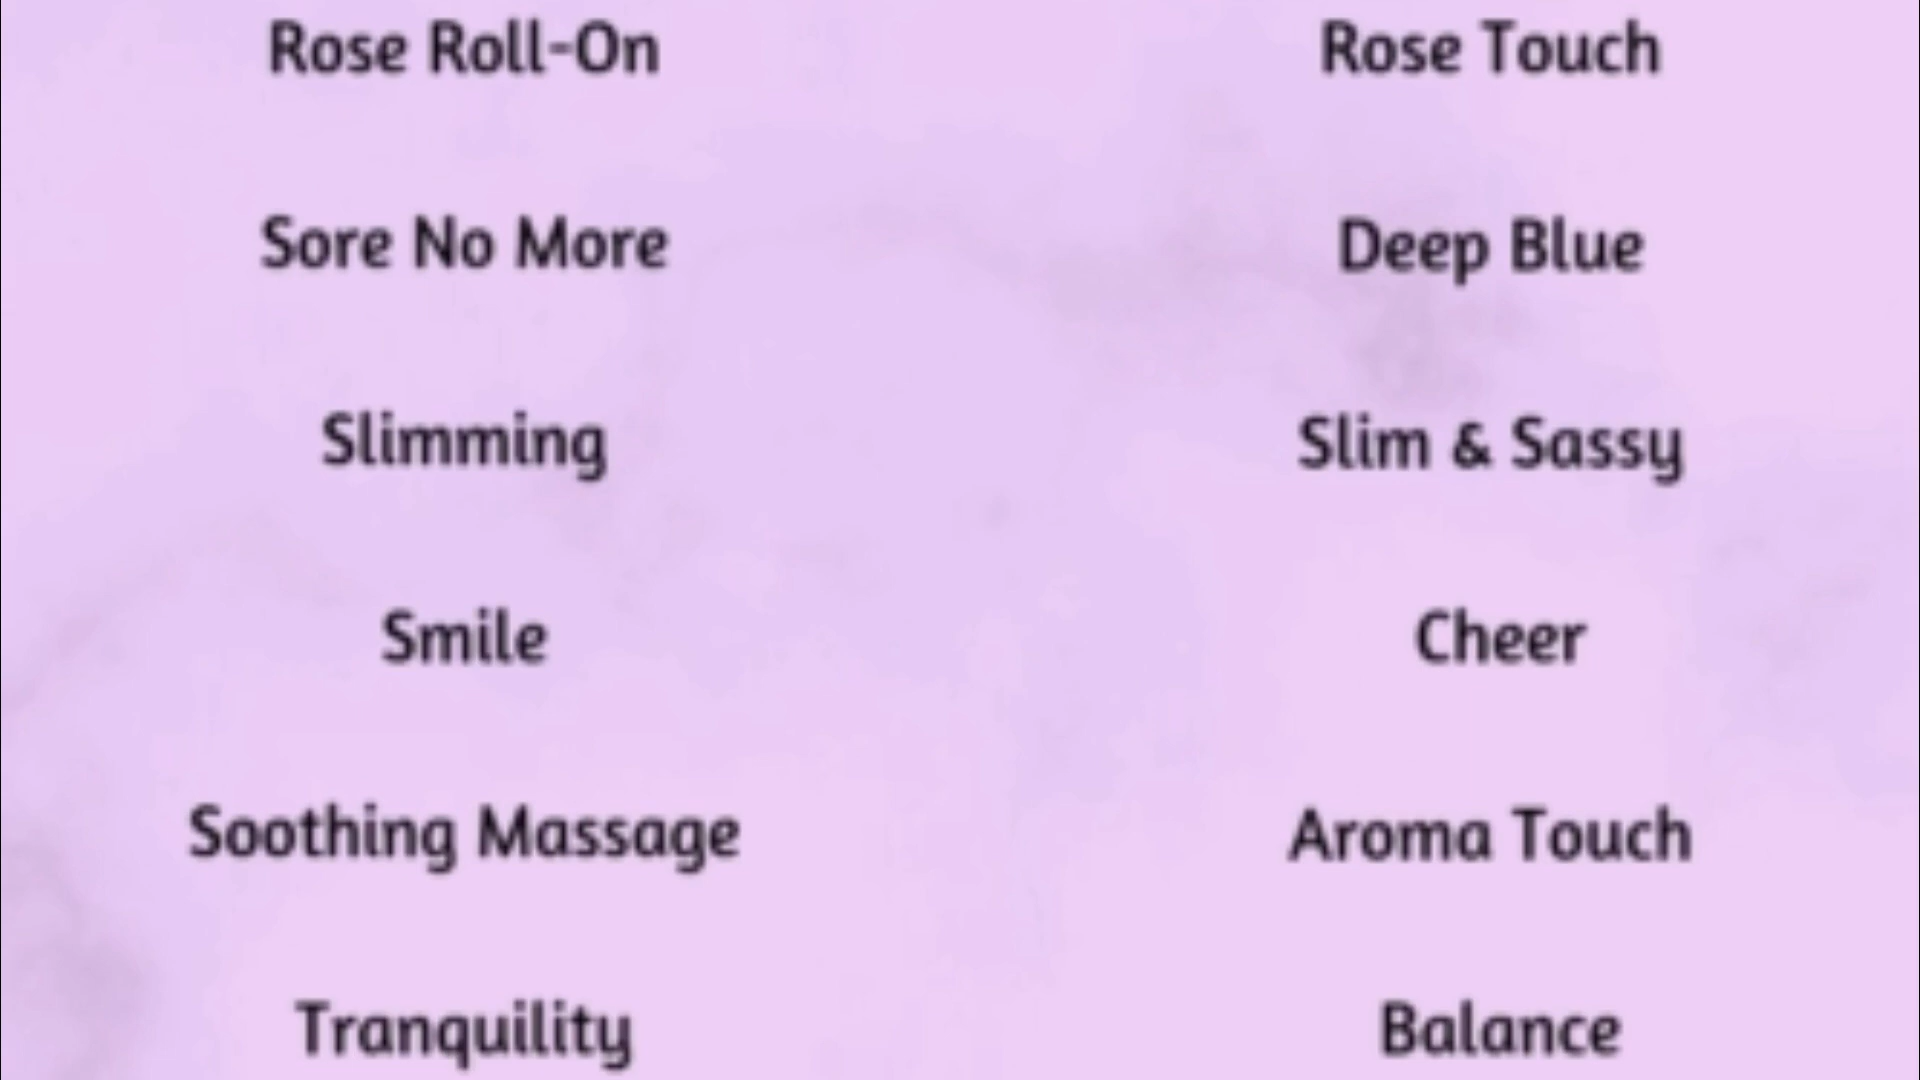 Rose Roll-On Rose Touch
Sore No More Deep Blue
Slimming Slim & Sassy
Smile Cheer
Soothing Massage Aroma Touch
Tranquility Balance